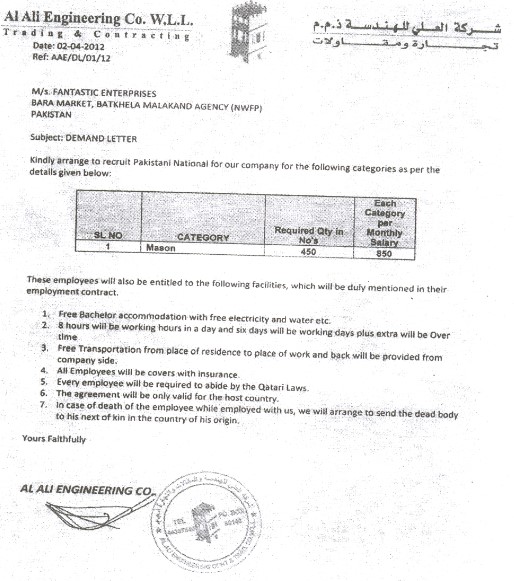 Al Ali Engineering Co. W.L.L.
Trading & Contracting
شركة العلي للهندسة ذ.م.م
تجارة ومقاولات
Date: 02-04-2012
Ref: AAE/DL/01/12
M/s. FANTASTIC ENTERPRISES
BARA MARKET, BATKHELA MALAKAND AGENCY (NWFP)
PAKISTAN
Subject: DEMAND LETTER
Kindly arrange to recruit Pakistani National for our company for the following categories as per the
details given below:
SL NO CATEGORY Required Qty in No's Each Category per Monthly Salary
1 Mason 450 850
These employees will also be entitled to the following facilities, which will be duly mentioned in their
employment contract.
1. Free Bachelor accommodation with free electricity and water etc.
2. 8 hours will be working hours in a day and six days will be working days plus extra will be Over
time
3. Free Transportation from place of residence to place of work and back will be provided from
company side.
4. All Employees will be covers with insurance.
5. Every employee will be required to abide by the Qatari Laws.
6. The agreement will be only valid for the host country.
7. In case of death of the employee while employed with us, we will arrange to send the dead body
to his next of kin in the country of his origin.
Yours Faithfully
AL ALI ENGINEERING CO.
TEL